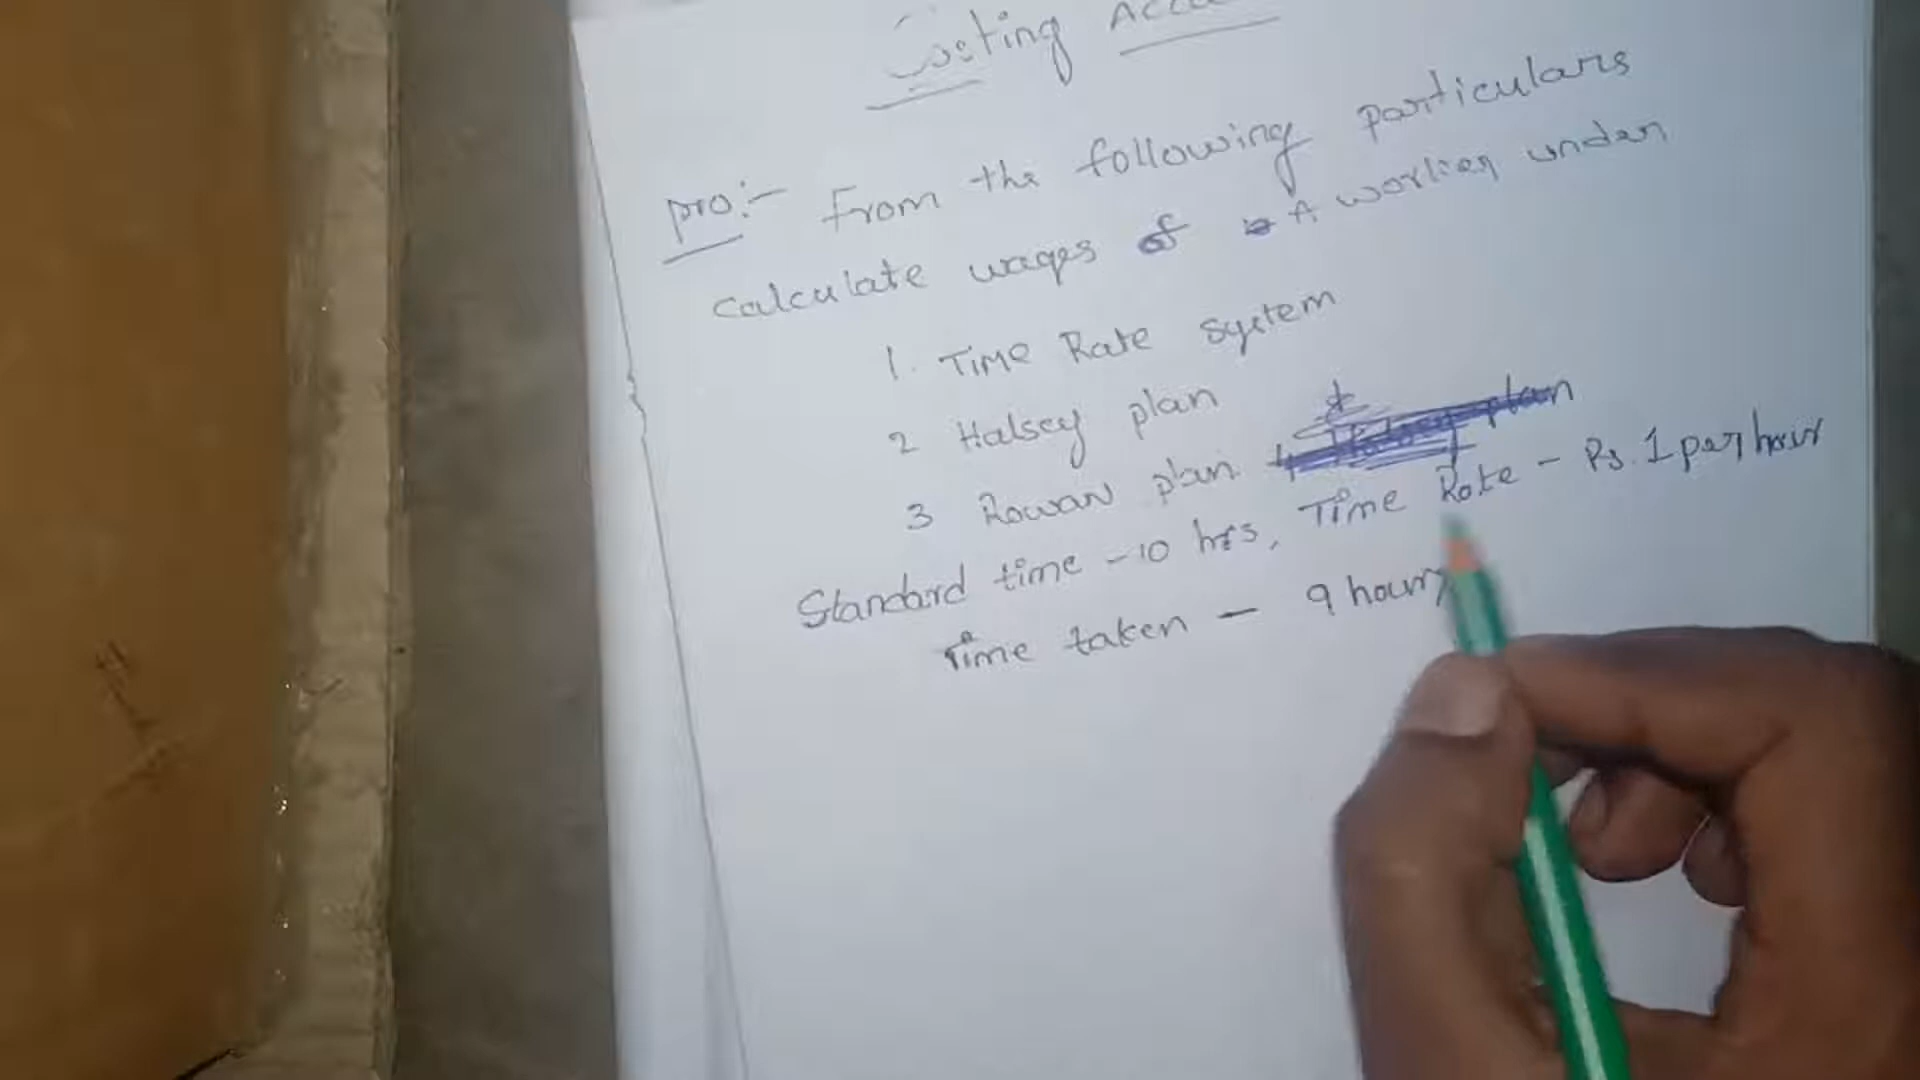 Costing
Pro:- From the following particulars
calculate wages of A worker under
1. Time Rate system
2 Halsey plan
3 Rowan plan.
Standard time - 10 hrs, Time Rate - Rs. 1 per hour
Time taken - 9 hours